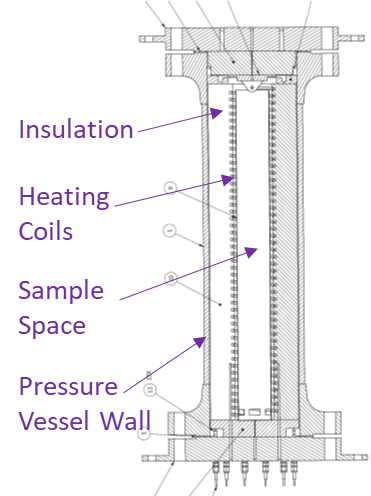 Insulation
Heating
Coils
Sample
Space
Pressure
Vessel Wall